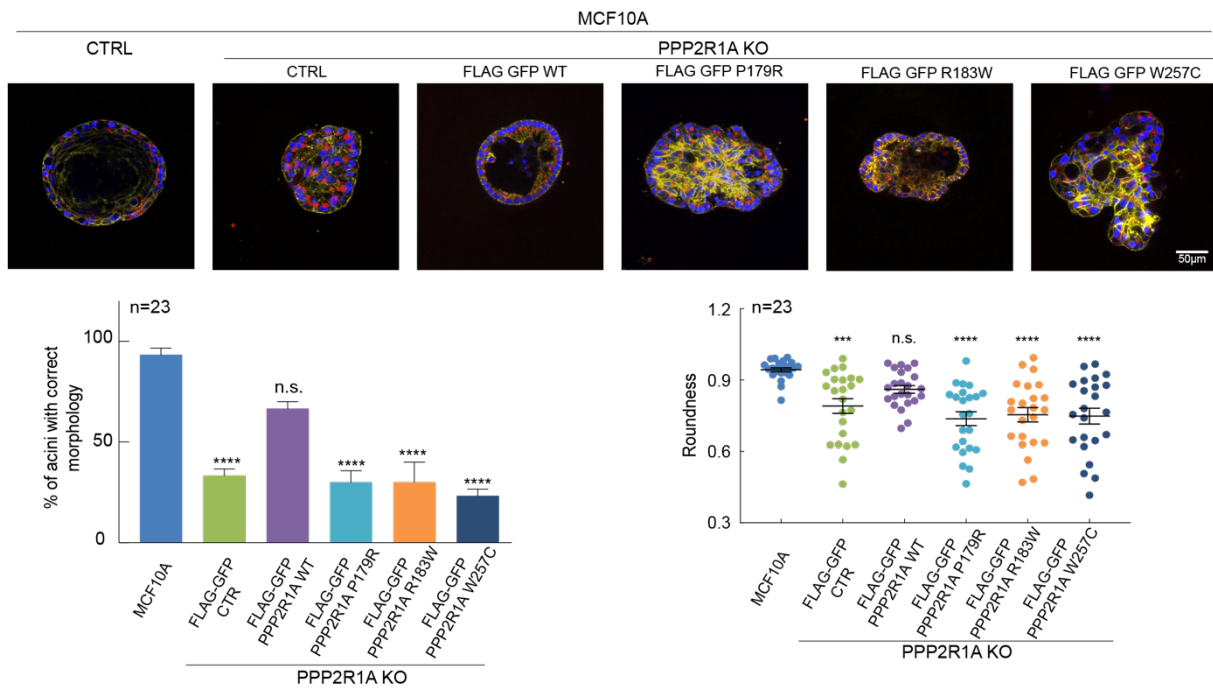 MCF10A
CTRL
PPP2R1A KO
CTRL
FLAG GFP WT
FLAG GFP P179R
FLAG GFP R183W
FLAG GFP W257C
50µm
n=23
% of acini with correct
morphology
100
50
0
****
n.s.
****
****
****
MCF10A
FLAG-GFP
CTR
FLAG-GFP
PPP2R1A WT
FLAG-GFP
PPP2R1A P179R
FLAG-GFP
PPP2R1A R183W
FLAG-GFP
PPP2R1A W257C
PPP2R1A KO
n=23
Roundness
1.2
0.9
0.6
0.3
***
n.s.
****
****
****
MCF10A
FLAG-GFP
CTR
FLAG-GFP
PPP2R1A WT
FLAG-GFP
PPP2R1A P179R
FLAG-GFP
PPP2R1A R183W
FLAG-GFP
PPP2R1A W257C
PPP2R1A KO